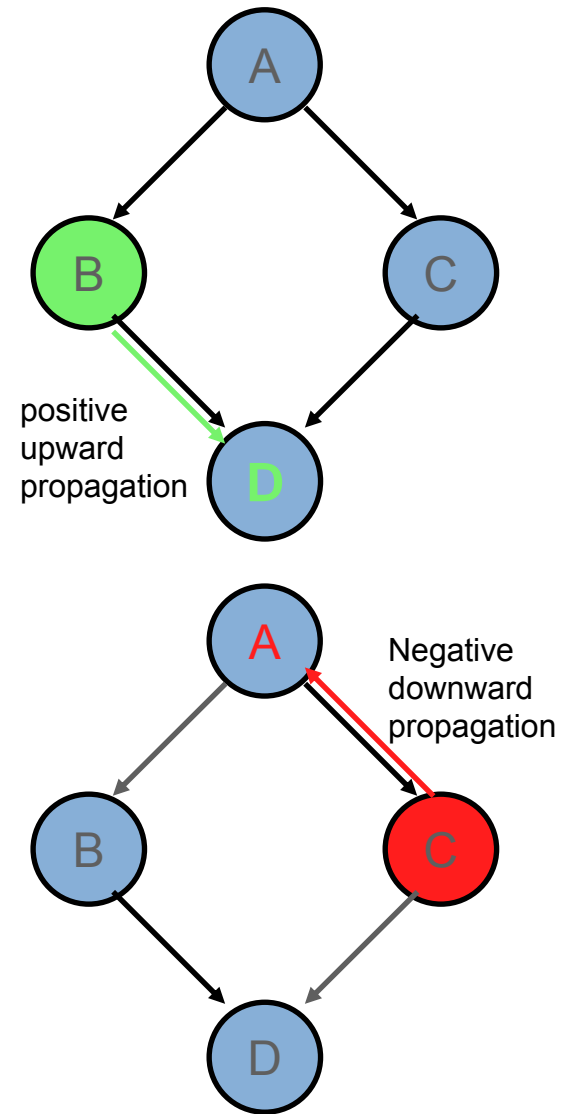 A
B
C
positive
upward
propagation
D
A
Negative
downward
propagation
B
C
D